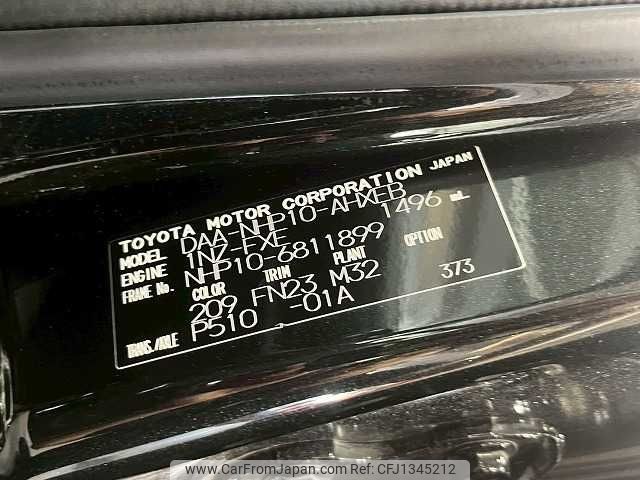 TOYOTA MOTOR CORPORATION JAPAN
MODEL DAA-NHP10-AHXEB
ENGINE 1NZ-FXE 1496 mL
FRAME No. NHP10-6811899
COLOR TRIM PLANT OPTION
209 FN23 M32 373
TRANS./AXLE P510 -01A
www.CarFromJapan.com - CFJ1345212